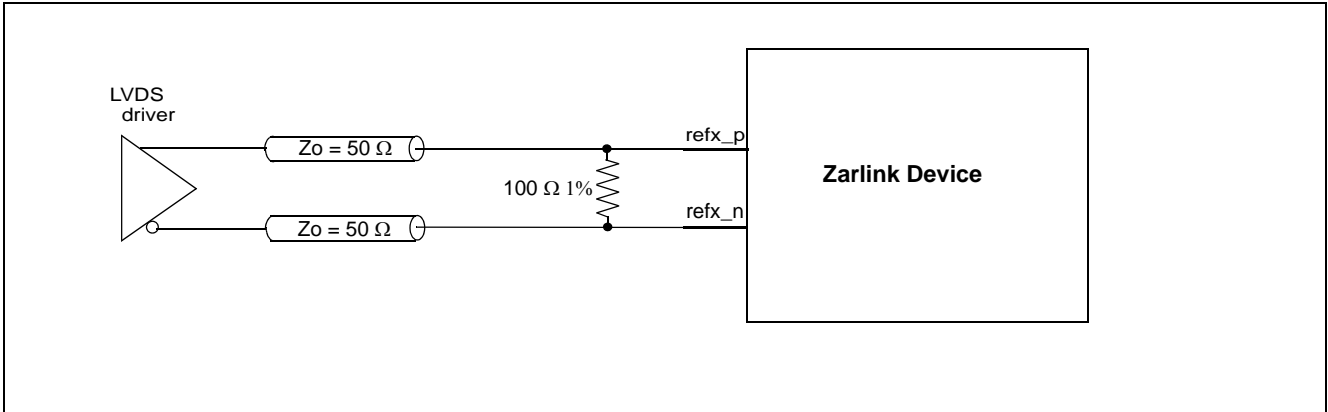 LVDS
driver
Zo = 50 Ω
refx_p
100 Ω 1%
Zarlink Device
refx_n
Zo = 50 Ω